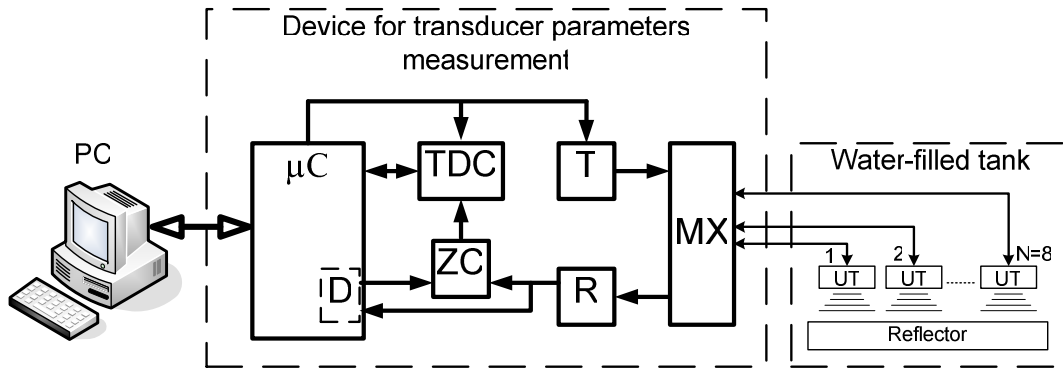 Device for transducer parameters
measurement
PC
μC
TDC
T
MX
ZC
D
R
Water-filled tank
1
2
N=8
UT
UT
UT
Reflector